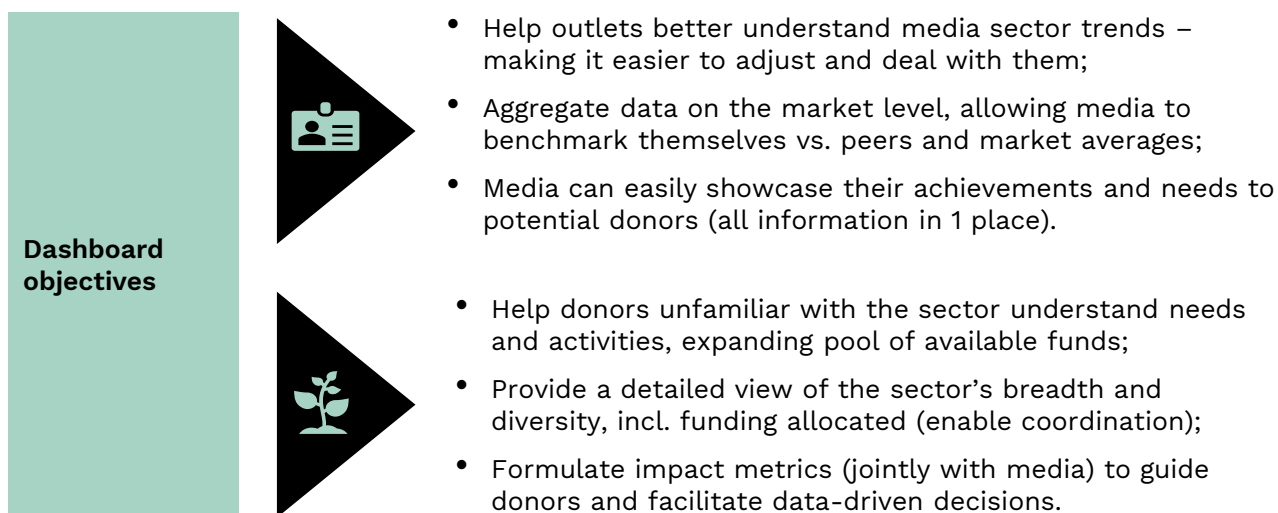 Dashboard
objectives
• Help outlets better understand media sector trends –
making it easier to adjust and deal with them;
• Aggregate data on the market level, allowing media to
benchmark themselves vs. peers and market averages;
• Media can easily showcase their achievements and needs to
potential donors (all information in 1 place).
• Help donors unfamiliar with the sector understand needs
and activities, expanding pool of available funds;
• Provide a detailed view of the sector’s breadth and
diversity, incl. funding allocated (enable coordination);
• Formulate impact metrics (jointly with media) to guide
donors and facilitate data-driven decisions.